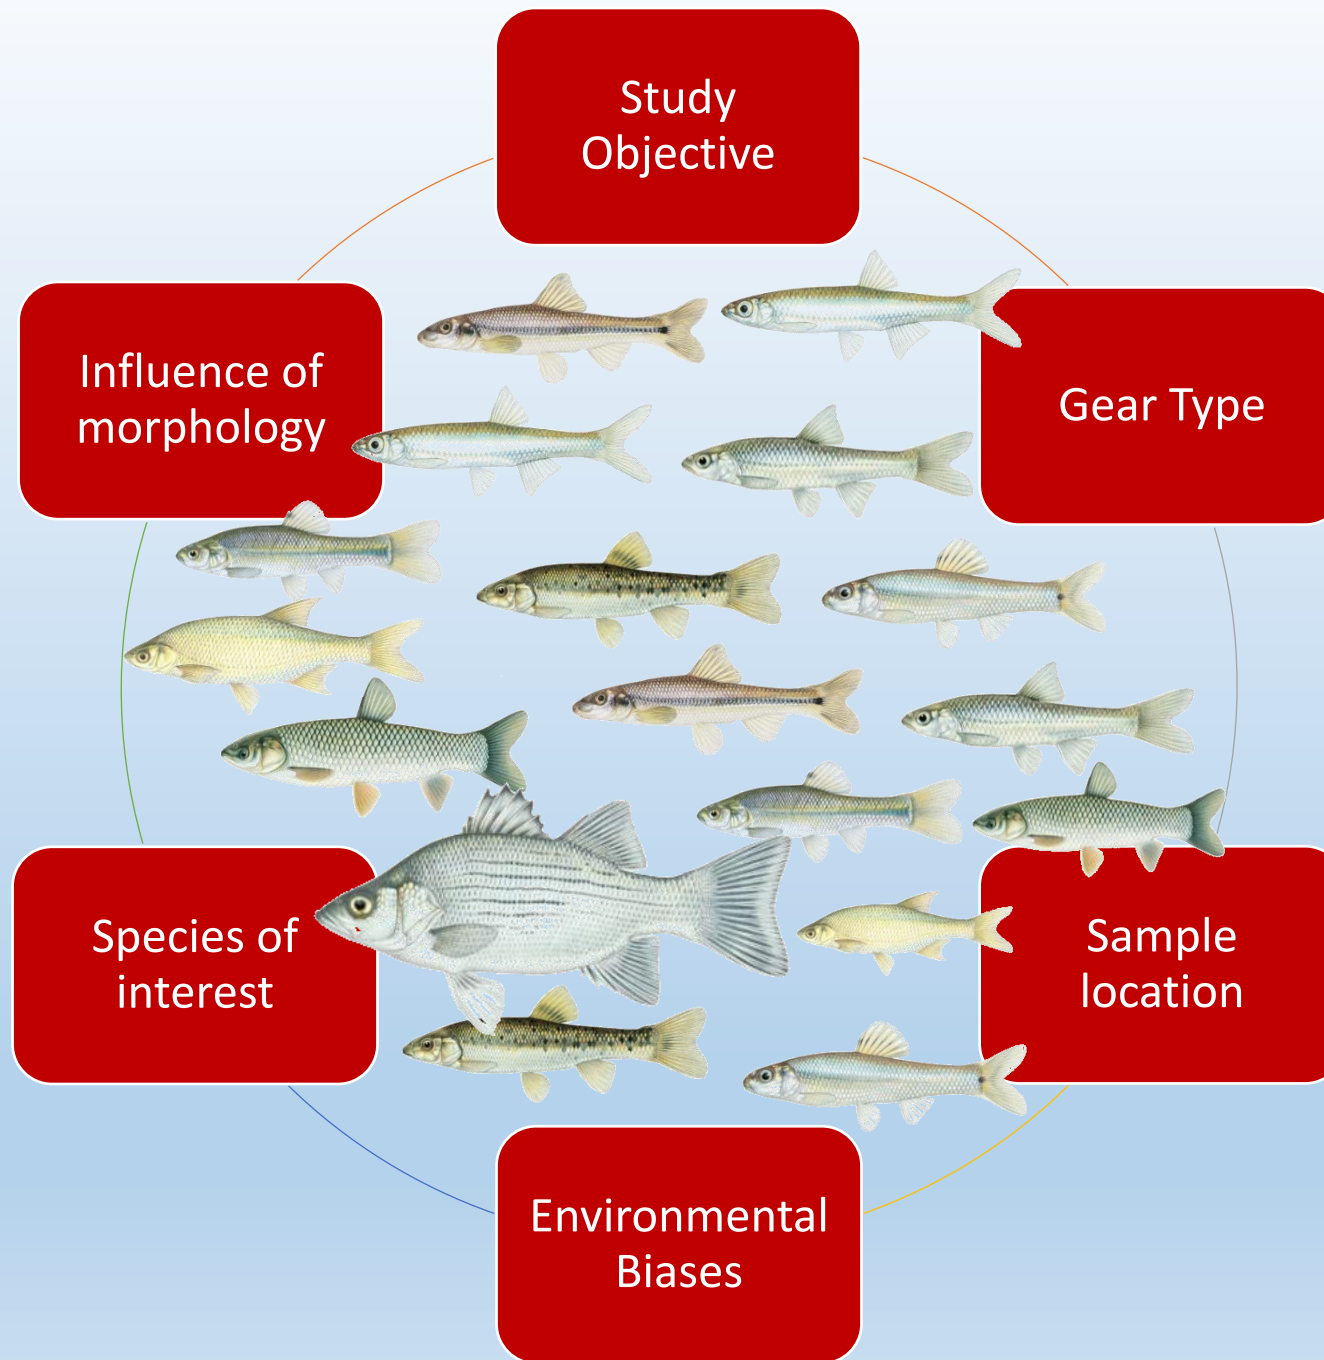 Study
Objective
Influence of
morphology
Gear Type
Species of
interest
Sample
location
Environmental
Biases